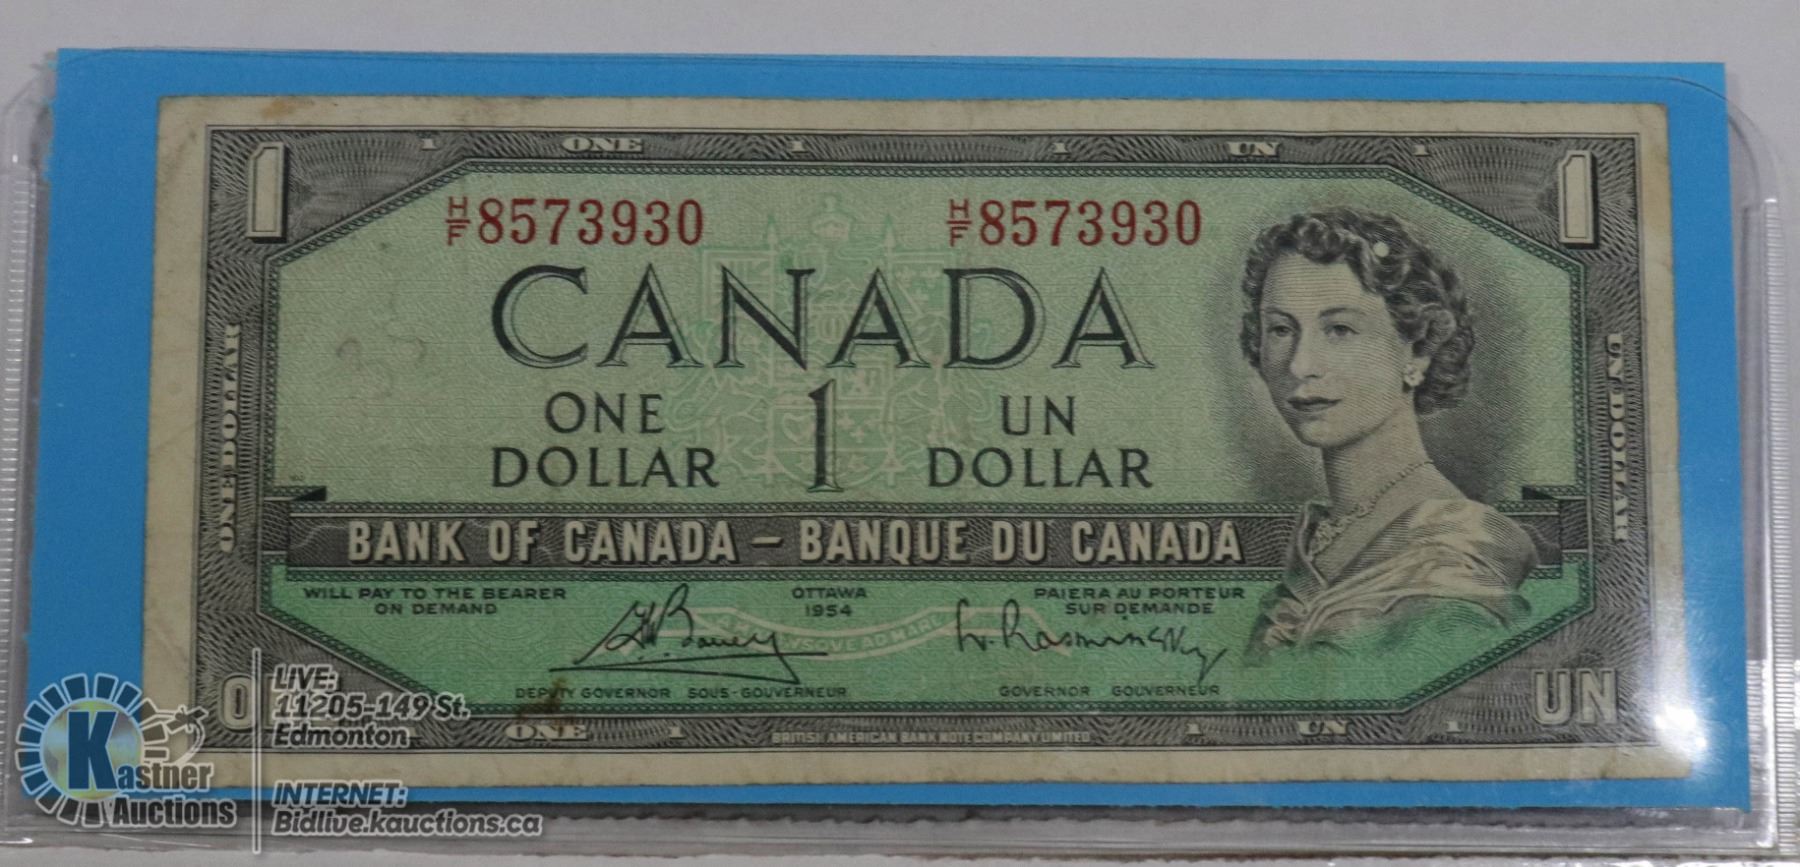 1 ONE 1 1 UN 1 1
H/F 8573930 H/F 8573930
CANADA
ONE 1 UN
DOLLAR DOLLAR
ONE DOLLAR
UN DOLLAR
BANK OF CANADA – BANQUE DU CANADA
WILL PAY TO THE BEARER OTTAWA PAIERA AU PORTEUR
ON DEMAND 1954 SUR DEMANDE
DEPUTY GOVERNOR SOUS-GOUVERNEUR GOVERNOR GOUVERNEUR
UN
ONE 1 1 UN 1
BRITISH AMERICAN BANK NOTE COMPANY LIMITED
Kastner
Auctions
LIVE:
11205-149 St.
Edmonton
INTERNET:
Bidlive.kauctions.ca